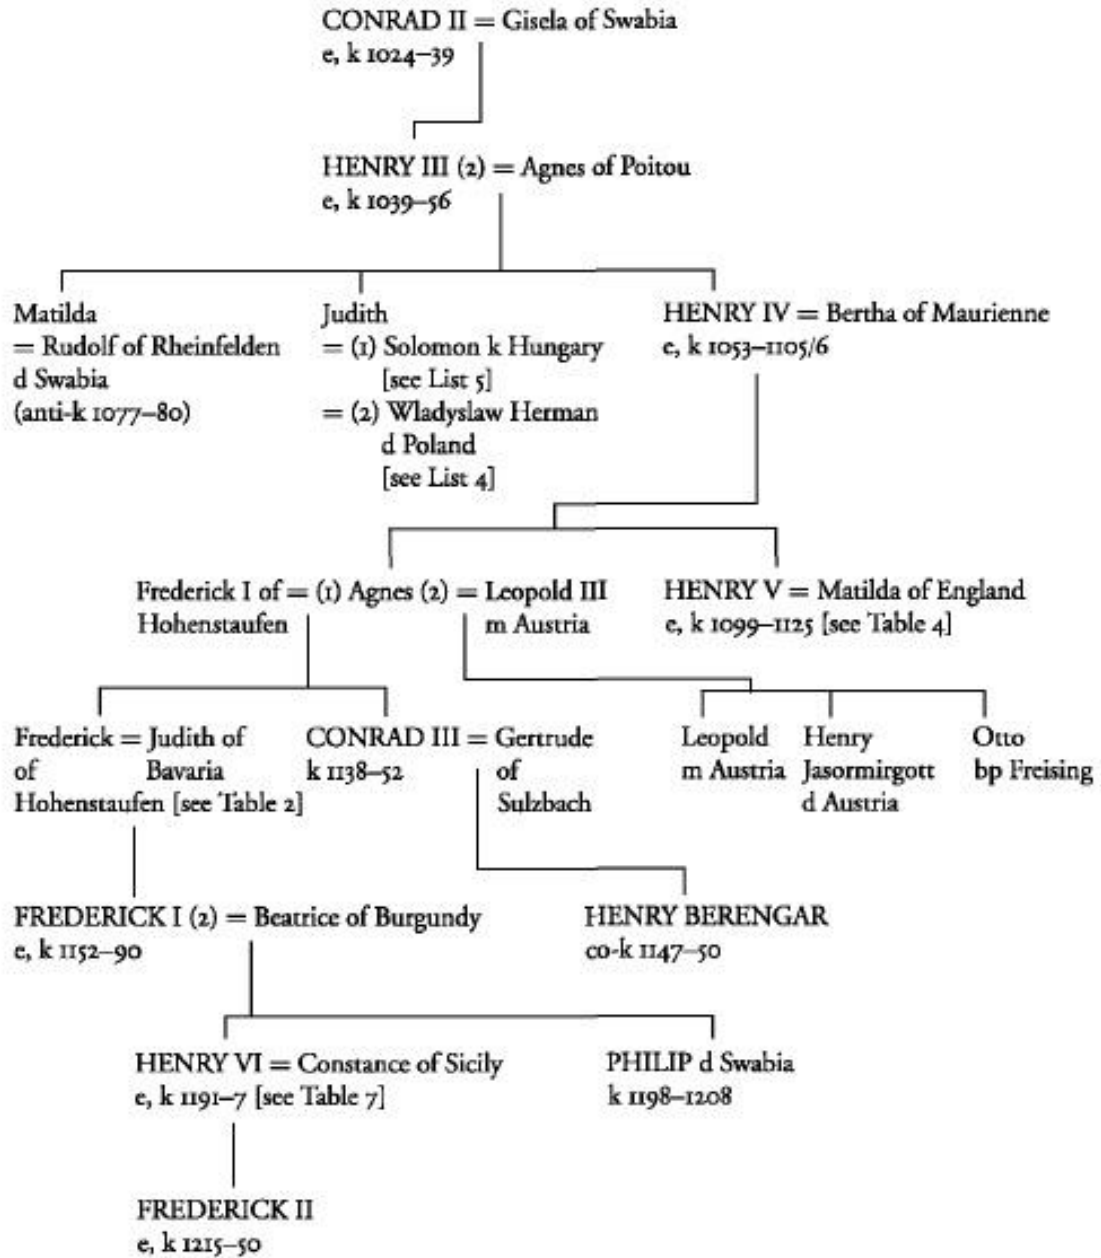 CONRAD II = Gisela of Swabia
e, k 1024–39
HENRY III (2) = Agnes of Poitou
e, k 1039–56
Matilda
= Rudolf of Rheinfelden
d Swabia
(anti-k 1077–80)
Judith
= (1) Solomon k Hungary
[see List 5]
= (2) Wladyslaw Herman
d Poland
[see List 4]
HENRY IV = Bertha of Maurienne
e, k 1053–1105/6
Frederick I of = (1) Agnes (2) = Leopold III
Hohenstaufen m Austria
HENRY V = Matilda of England
e, k 1099–1125 [see Table 4]
Frederick = Judith of
of Bavaria
Hohenstaufen [see Table 2]
CONRAD III = Gertrude
k 1138–52 of
Sulzbach
Leopold
m Austria
Henry
Jasormirgott
d Austria
Otto
bp Freising
FREDERICK I (2) = Beatrice of Burgundy
e, k 1152–90
HENRY BERENGAR
co-k 1147–50
HENRY VI = Constance of Sicily
e, k 1191–7 [see Table 7]
PHILIP d Swabia
k 1198–1208
FREDERICK II
e, k 1215–50